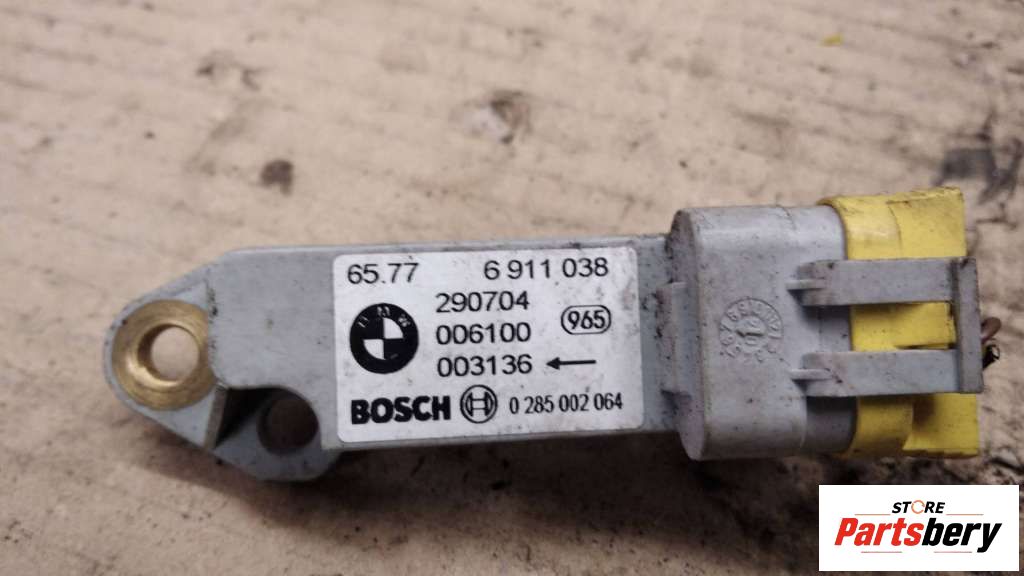 65.77 6 911 038
290704
006100 965
003136 ←
BOSCH 0 285 002 064
STORE
Partsbery